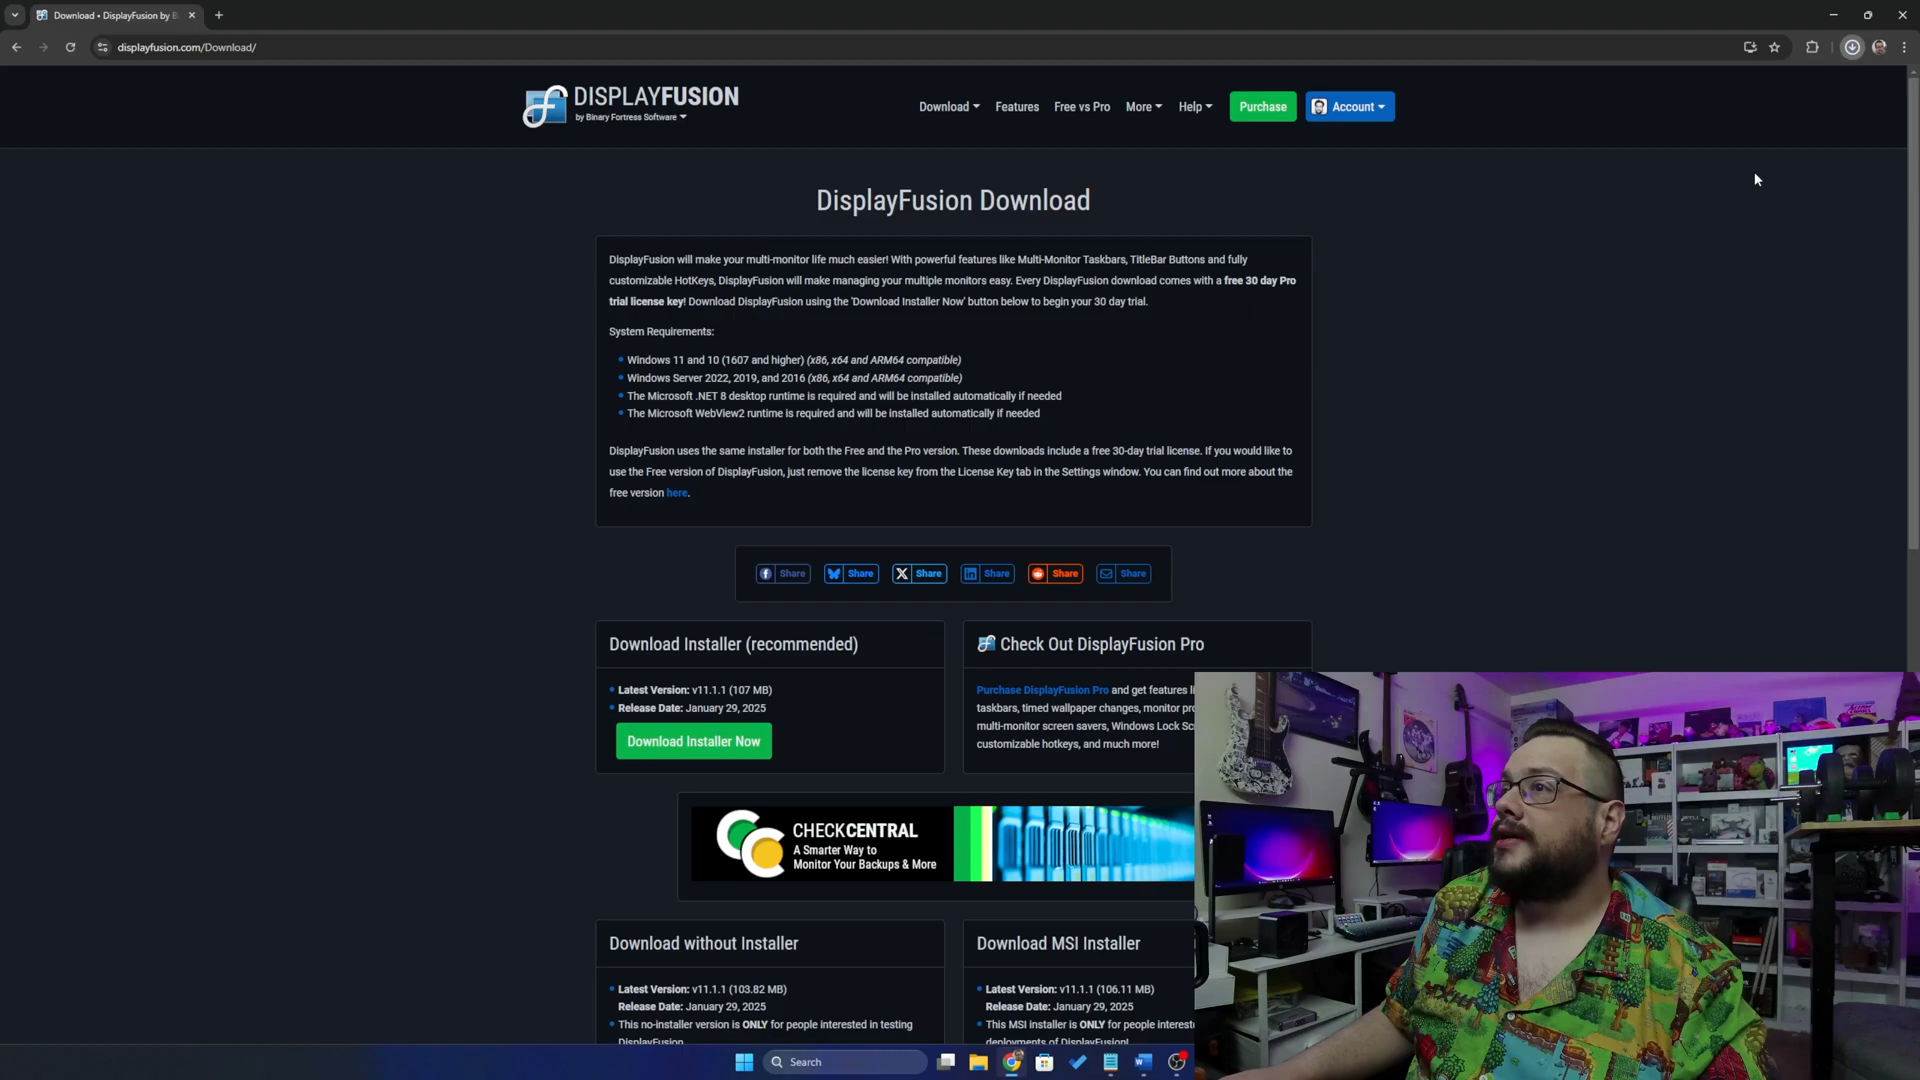 Download • DisplayFusion by B
displayfusion.com/Download/
DISPLAYFUSION
by Binary Fortress Software
Download
Features
Free vs Pro
More
Help
Purchase
Account
DisplayFusion Download
DisplayFusion will make your multi-monitor life much easier! With powerful features like Multi-Monitor Taskbars, TitleBar Buttons and fully
customizable HotKeys, DisplayFusion will make managing your multiple monitors easy. Every DisplayFusion download comes with a free 30 day Pro
trial license key! Download DisplayFusion using the 'Download Installer Now' button below to begin your 30 day trial.
System Requirements:
Windows 11 and 10 (1607 and higher) (x86, x64 and ARM64 compatible)
Windows Server 2022, 2019, and 2016 (x86, x64 and ARM64 compatible)
The Microsoft .NET 8 desktop runtime is required and will be installed automatically if needed
The Microsoft WebView2 runtime is required and will be installed automatically if needed
DisplayFusion uses the same installer for both the Free and the Pro version. These downloads include a free 30-day trial license. If you would like to
use the Free version of DisplayFusion, just remove the license key from the License Key tab in the Settings window. You can find out more about the
free version here.
Share
Share
Share
Share
Share
Share
Download Installer (recommended)
Latest Version: v11.1.1 (107 MB)
Release Date: January 29, 2025
Download Installer Now
Check Out DisplayFusion Pro
Purchase DisplayFusion Pro and get features li
taskbars, timed wallpaper changes, monitor pro
multi-monitor screen savers, Windows Lock Sc
customizable hotkeys, and much more!
CHECKCENTRAL
A Smarter Way to
Monitor Your Backups & More
Download without Installer
Latest Version: v11.1.1 (103.82 MB)
Release Date: January 29, 2025
This no-installer version is ONLY for people interested in testing
DisplayFusion
Download MSI Installer
Latest Version: v11.1.1 (106.11 MB)
Release Date: January 29, 2025
This MSI installer is ONLY for people intereste
deployments of DisplayFusion!
Search